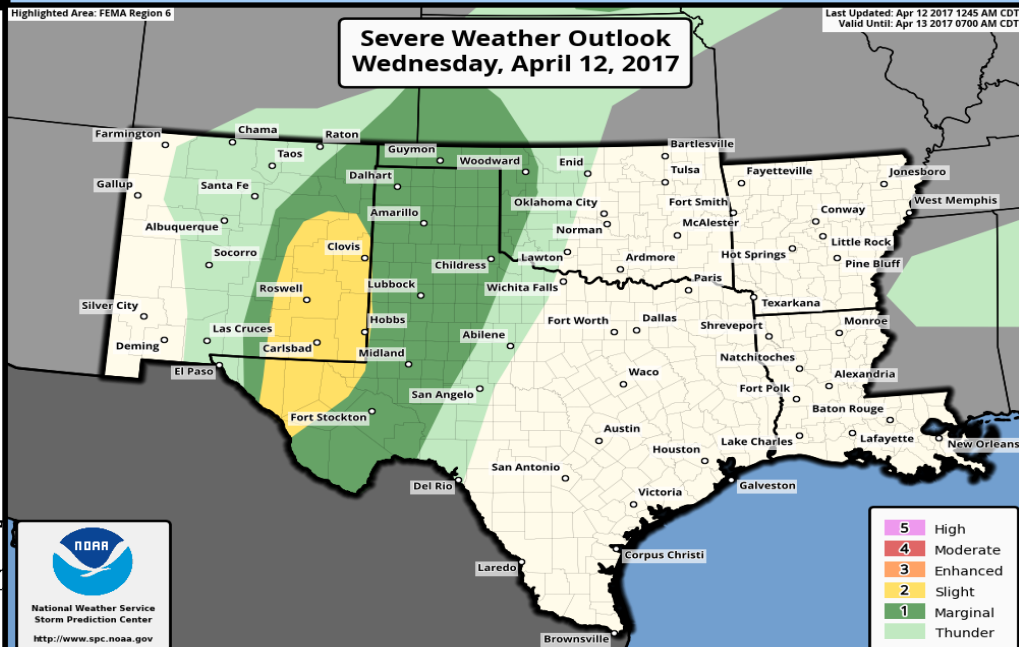 Highlighted Area: FEMA Region 6
Last Updated: Apr 12 2017 1245 AM CDT
Valid Until: Apr 13 2017 0700 AM CDT
Severe Weather Outlook
Wednesday, April 12, 2017
Farmington
Chama
Raton
Taos
Guymon
Woodward
Enid
Bartlesville
Tulsa
Fayetteville
Jonesboro
Gallup
Santa Fe
Dalhart
Oklahoma City
Fort Smith
West Memphis
Albuquerque
Amarillo
Norman
McAlester
Conway
Socorro
Clovis
Childress
Lawton
Ardmore
Hot Springs
Little Rock
Pine Bluff
Roswell
Lubbock
Wichita Falls
Paris
Texarkana
Silver City
Las Cruces
Hobbs
Fort Worth
Dallas
Shreveport
Monroe
Deming
Carlsbad
Midland
Abilene
Natchitoches
El Paso
San Angelo
Waco
Fort Polk
Alexandria
Fort Stockton
Austin
Baton Rouge
Houston
Lake Charles
Lafayette
New Orleans
Del Rio
San Antonio
Galveston
Victoria
Laredo
Corpus Christi
Brownsville
NOAA
National Weather Service
Storm Prediction Center
http://www.spc.noaa.gov
5 High
4 Moderate
3 Enhanced
2 Slight
1 Marginal
Thunder